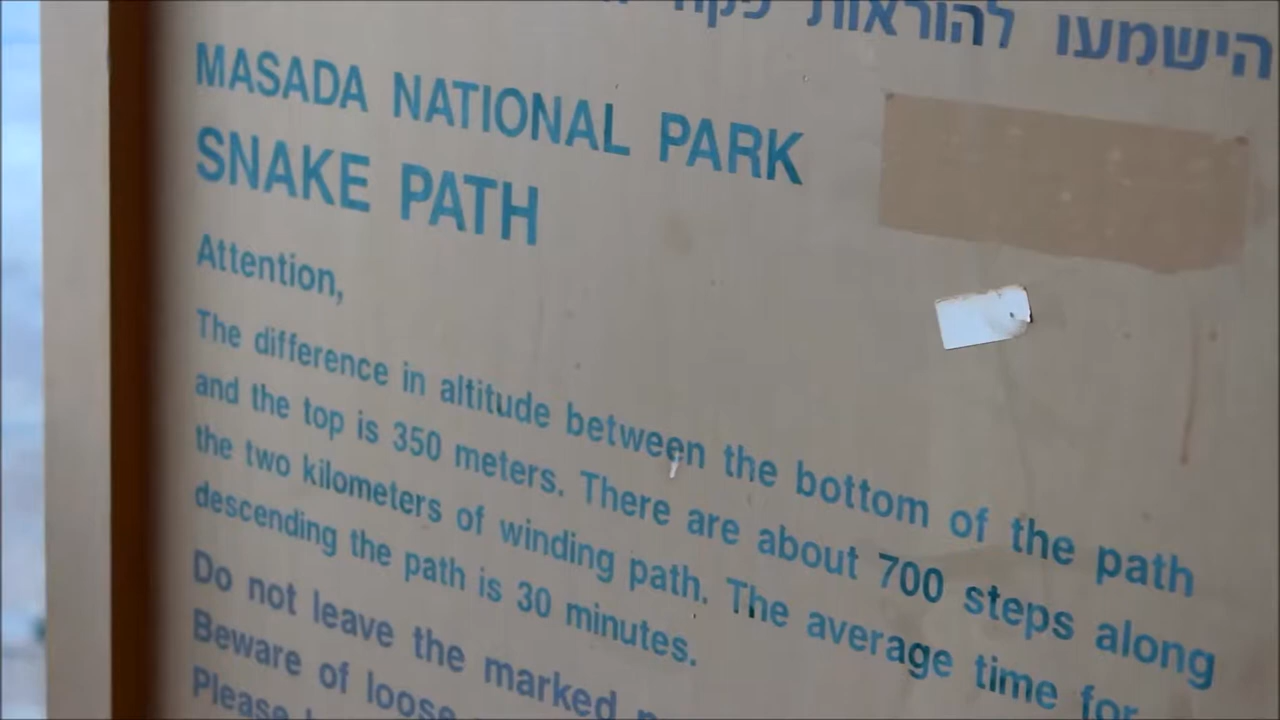 הישמעו להוראות
MASADA NATIONAL PARK
SNAKE PATH
Attention,
The difference in altitude between the bottom of the path
and the top is 350 meters. There are about 700 steps along
the two kilometers of winding path. The average time for
descending the path is 30 minutes.
Do not leave the marked
Beware of loose
Please